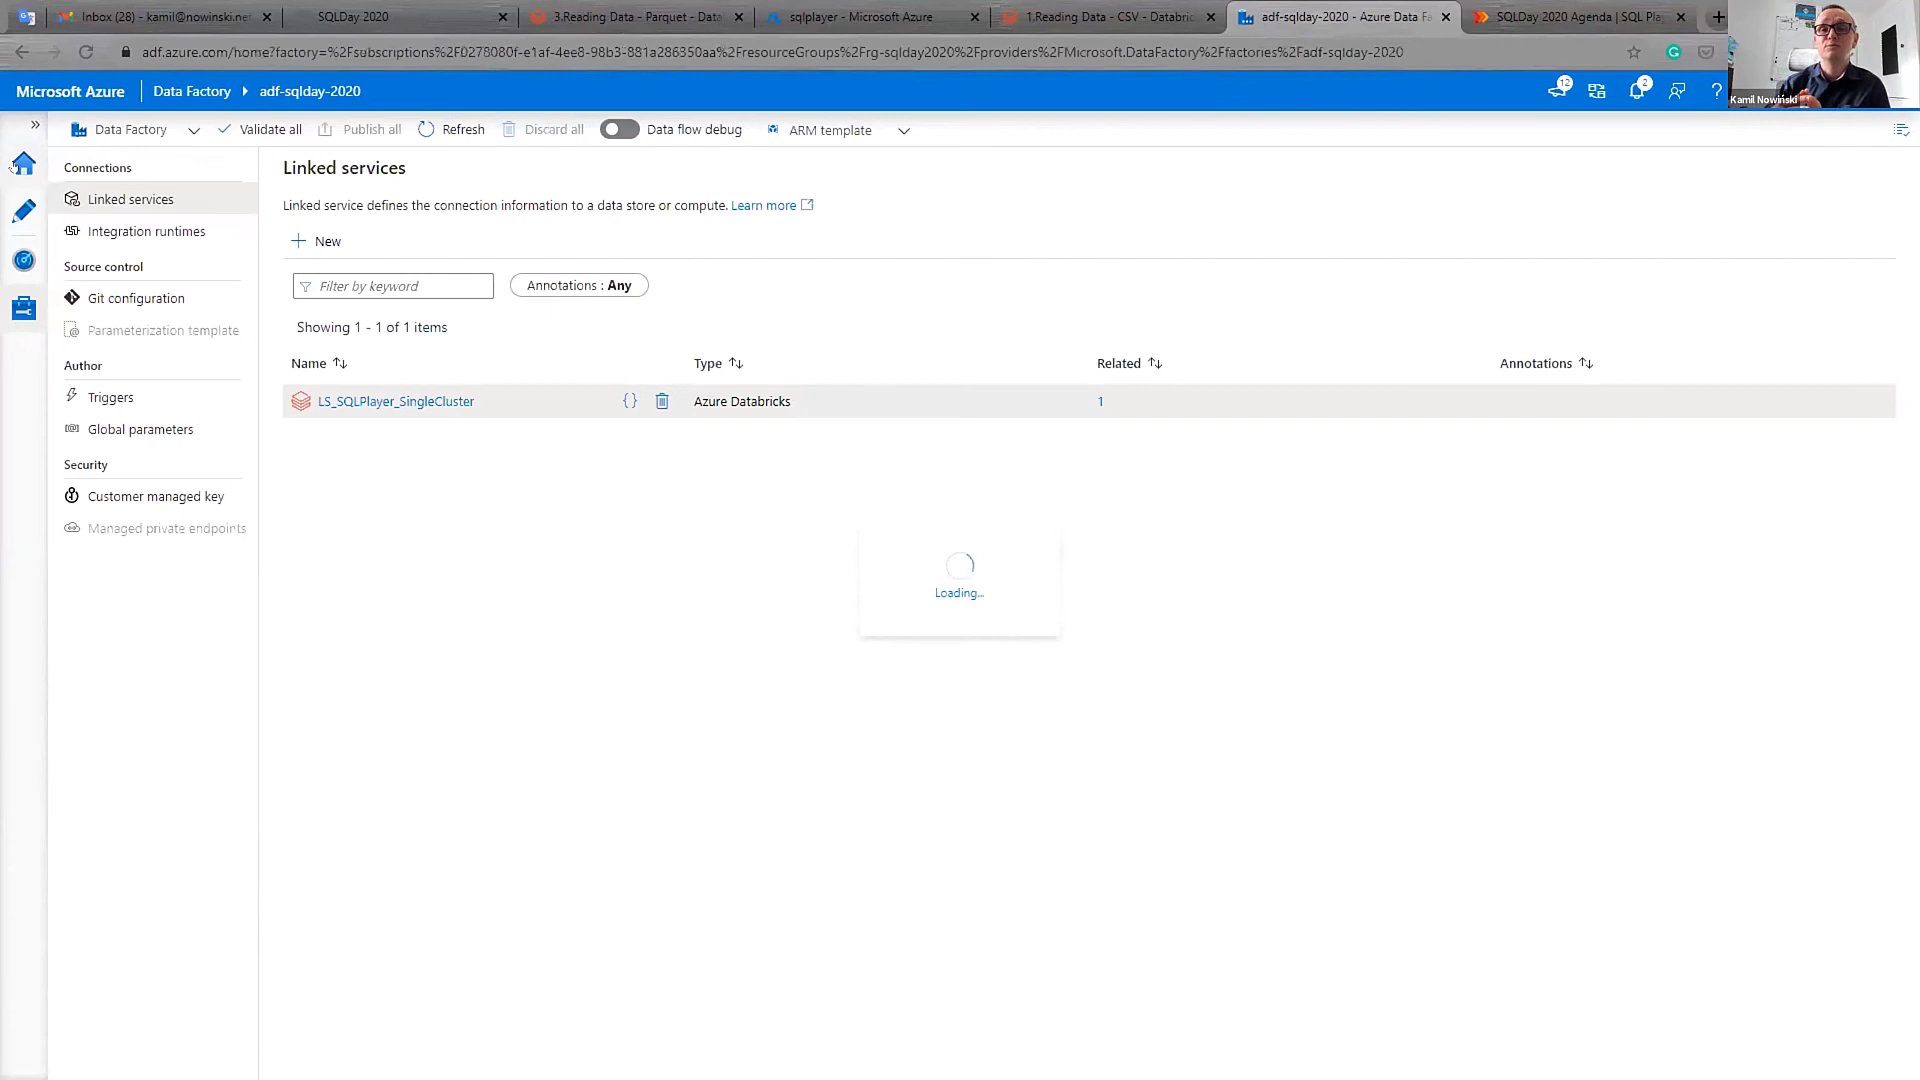 Inbox (28) - kamil@nowinski.net
SQLDay 2020
3.Reading Data - Parquet - Data
sqlplayer - Microsoft Azure
1.Reading Data - CSV - Databric
adf-sqlday-2020 - Azure Data Fa
SQLDay 2020 Agenda | SQL Pla
adf.azure.com/home?factory=%2Fsubscriptions%2F0278080f-e1af-4ee8-98b3-881a286350aa%2FresourceGroups%2Frg-sqlday2020%2Fproviders%2FMicrosoft.DataFactory%2Ffactories%2Fadf-sqlday-2020
Microsoft Azure
Data Factory
adf-sqlday-2020
12
2
?
Kamil Nowiński
Data Factory
Validate all
Publish all
Refresh
Discard all
Data flow debug
ARM template
Connections
Linked services
Integration runtimes
Source control
Git configuration
Parameterization template
Author
Triggers
Global parameters
Security
Customer managed key
Managed private endpoints
Linked services
Linked service defines the connection information to a data store or compute. Learn more
New
Filter by keyword
Annotations : Any
Showing 1 - 1 of 1 items
Name
Type
Related
Annotations
LS_SQLPlayer_SingleCluster
{}
Azure Databricks
1
Loading...